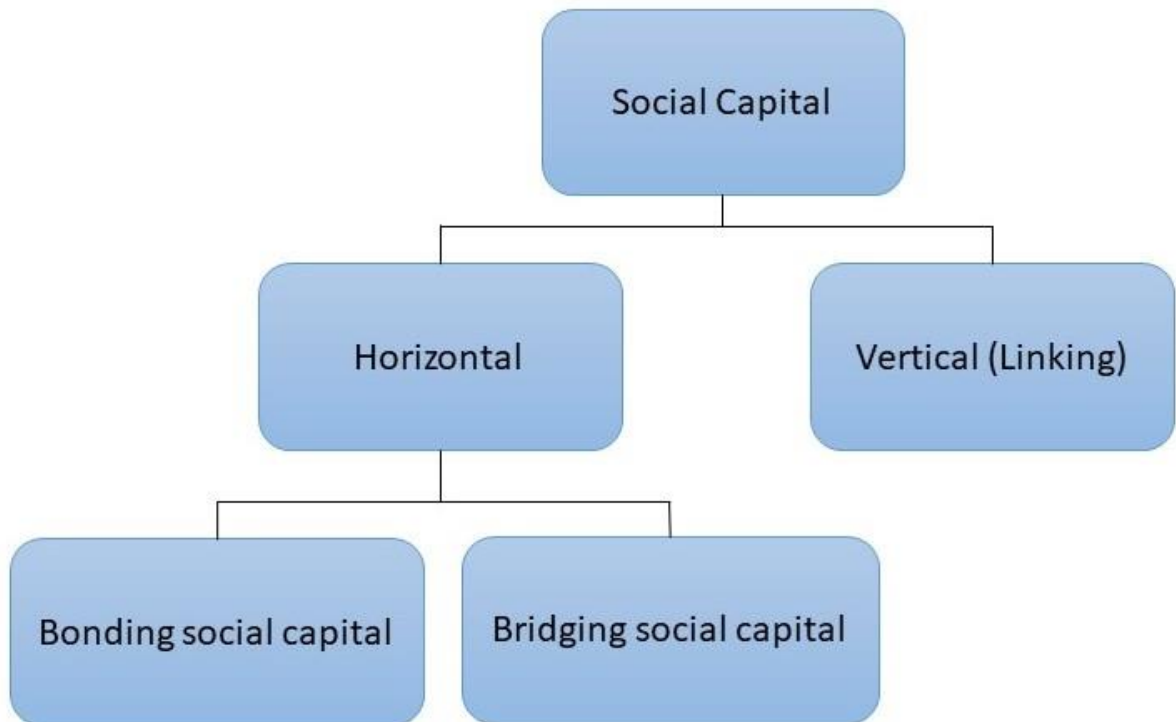 Social Capital
Horizontal
Vertical (Linking)
Bonding social capital
Bridging social capital